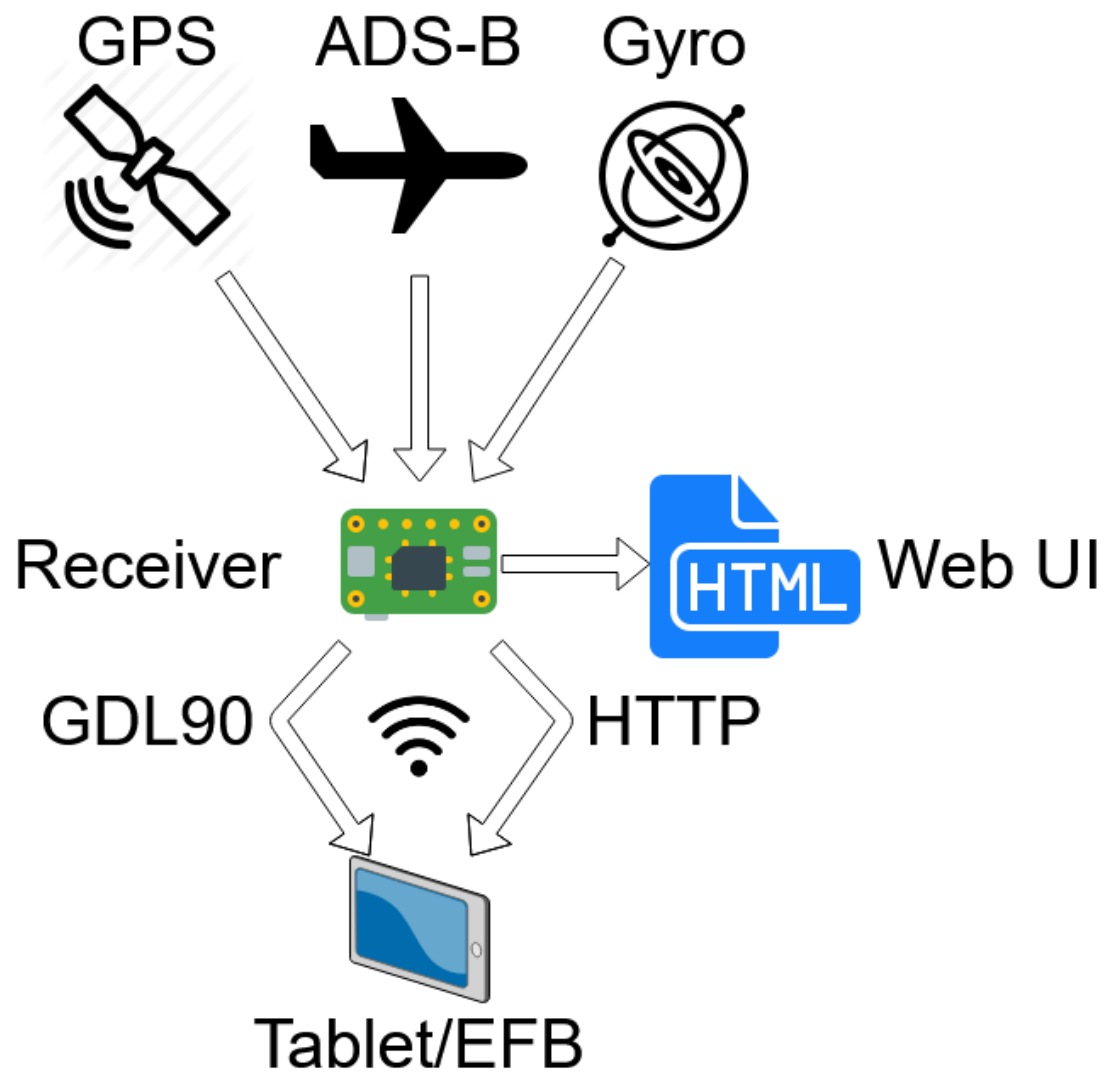 GPS
ADS-B
Gyro
Receiver
HTML
Web UI
GDL90
HTTP
Tablet/EFB